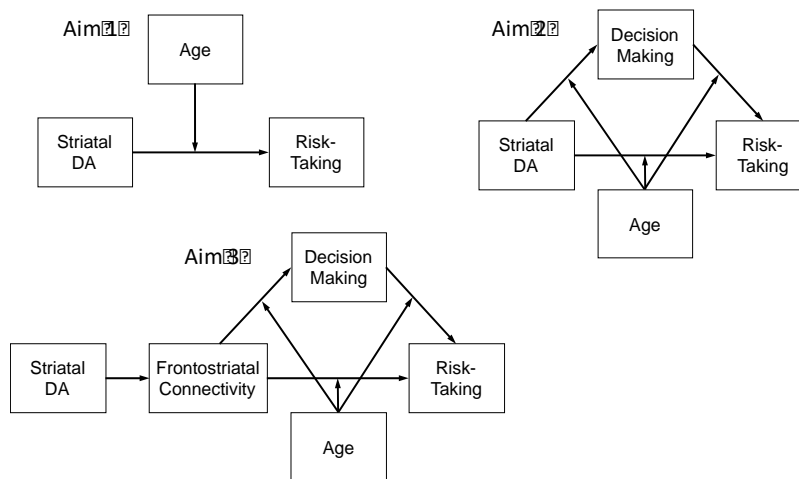 Aim 1
Age
Striatal
DA
Risk-
Taking
Aim 2
Decision
Making
Striatal
DA
Risk-
Taking
Age
Aim 3
Decision
Making
Striatal
DA
Frontostriatal
Connectivity
Risk-
Taking
Age